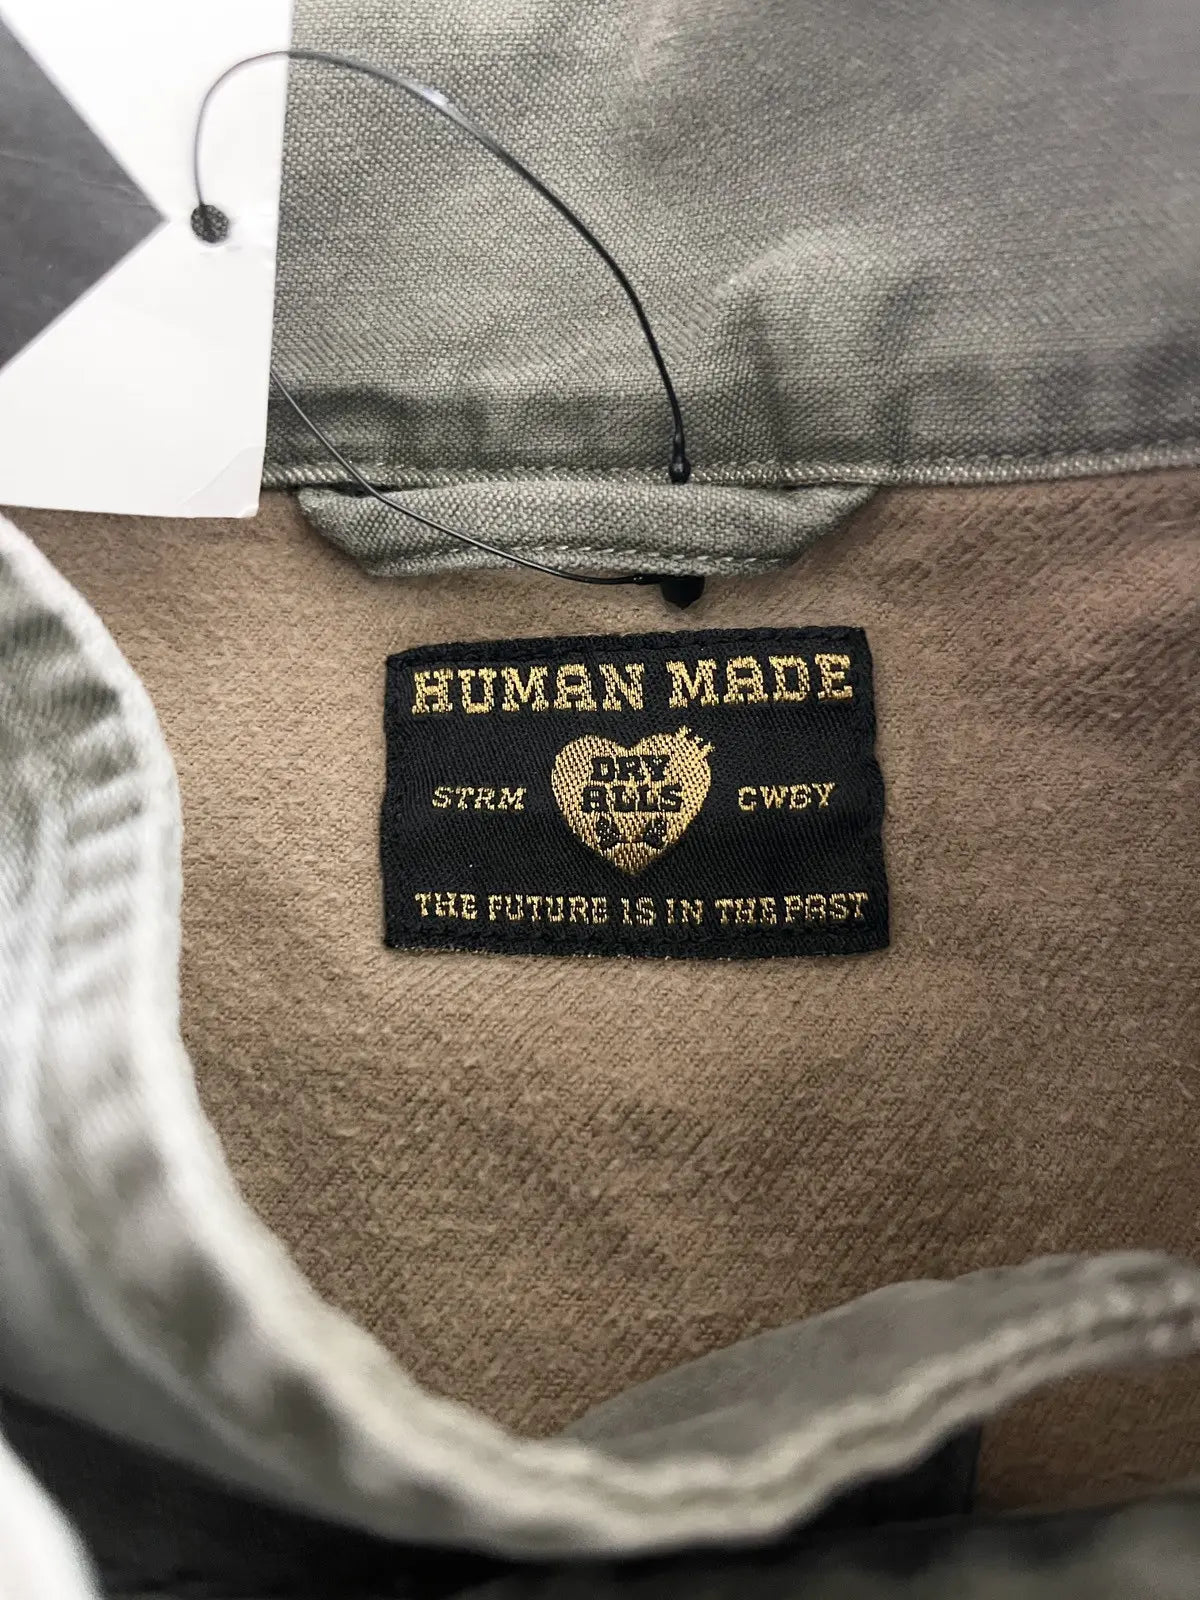 HUMAN MADE
STRM
DRY
ALLS
CWBY
THE FUTURE IS IN THE PAST